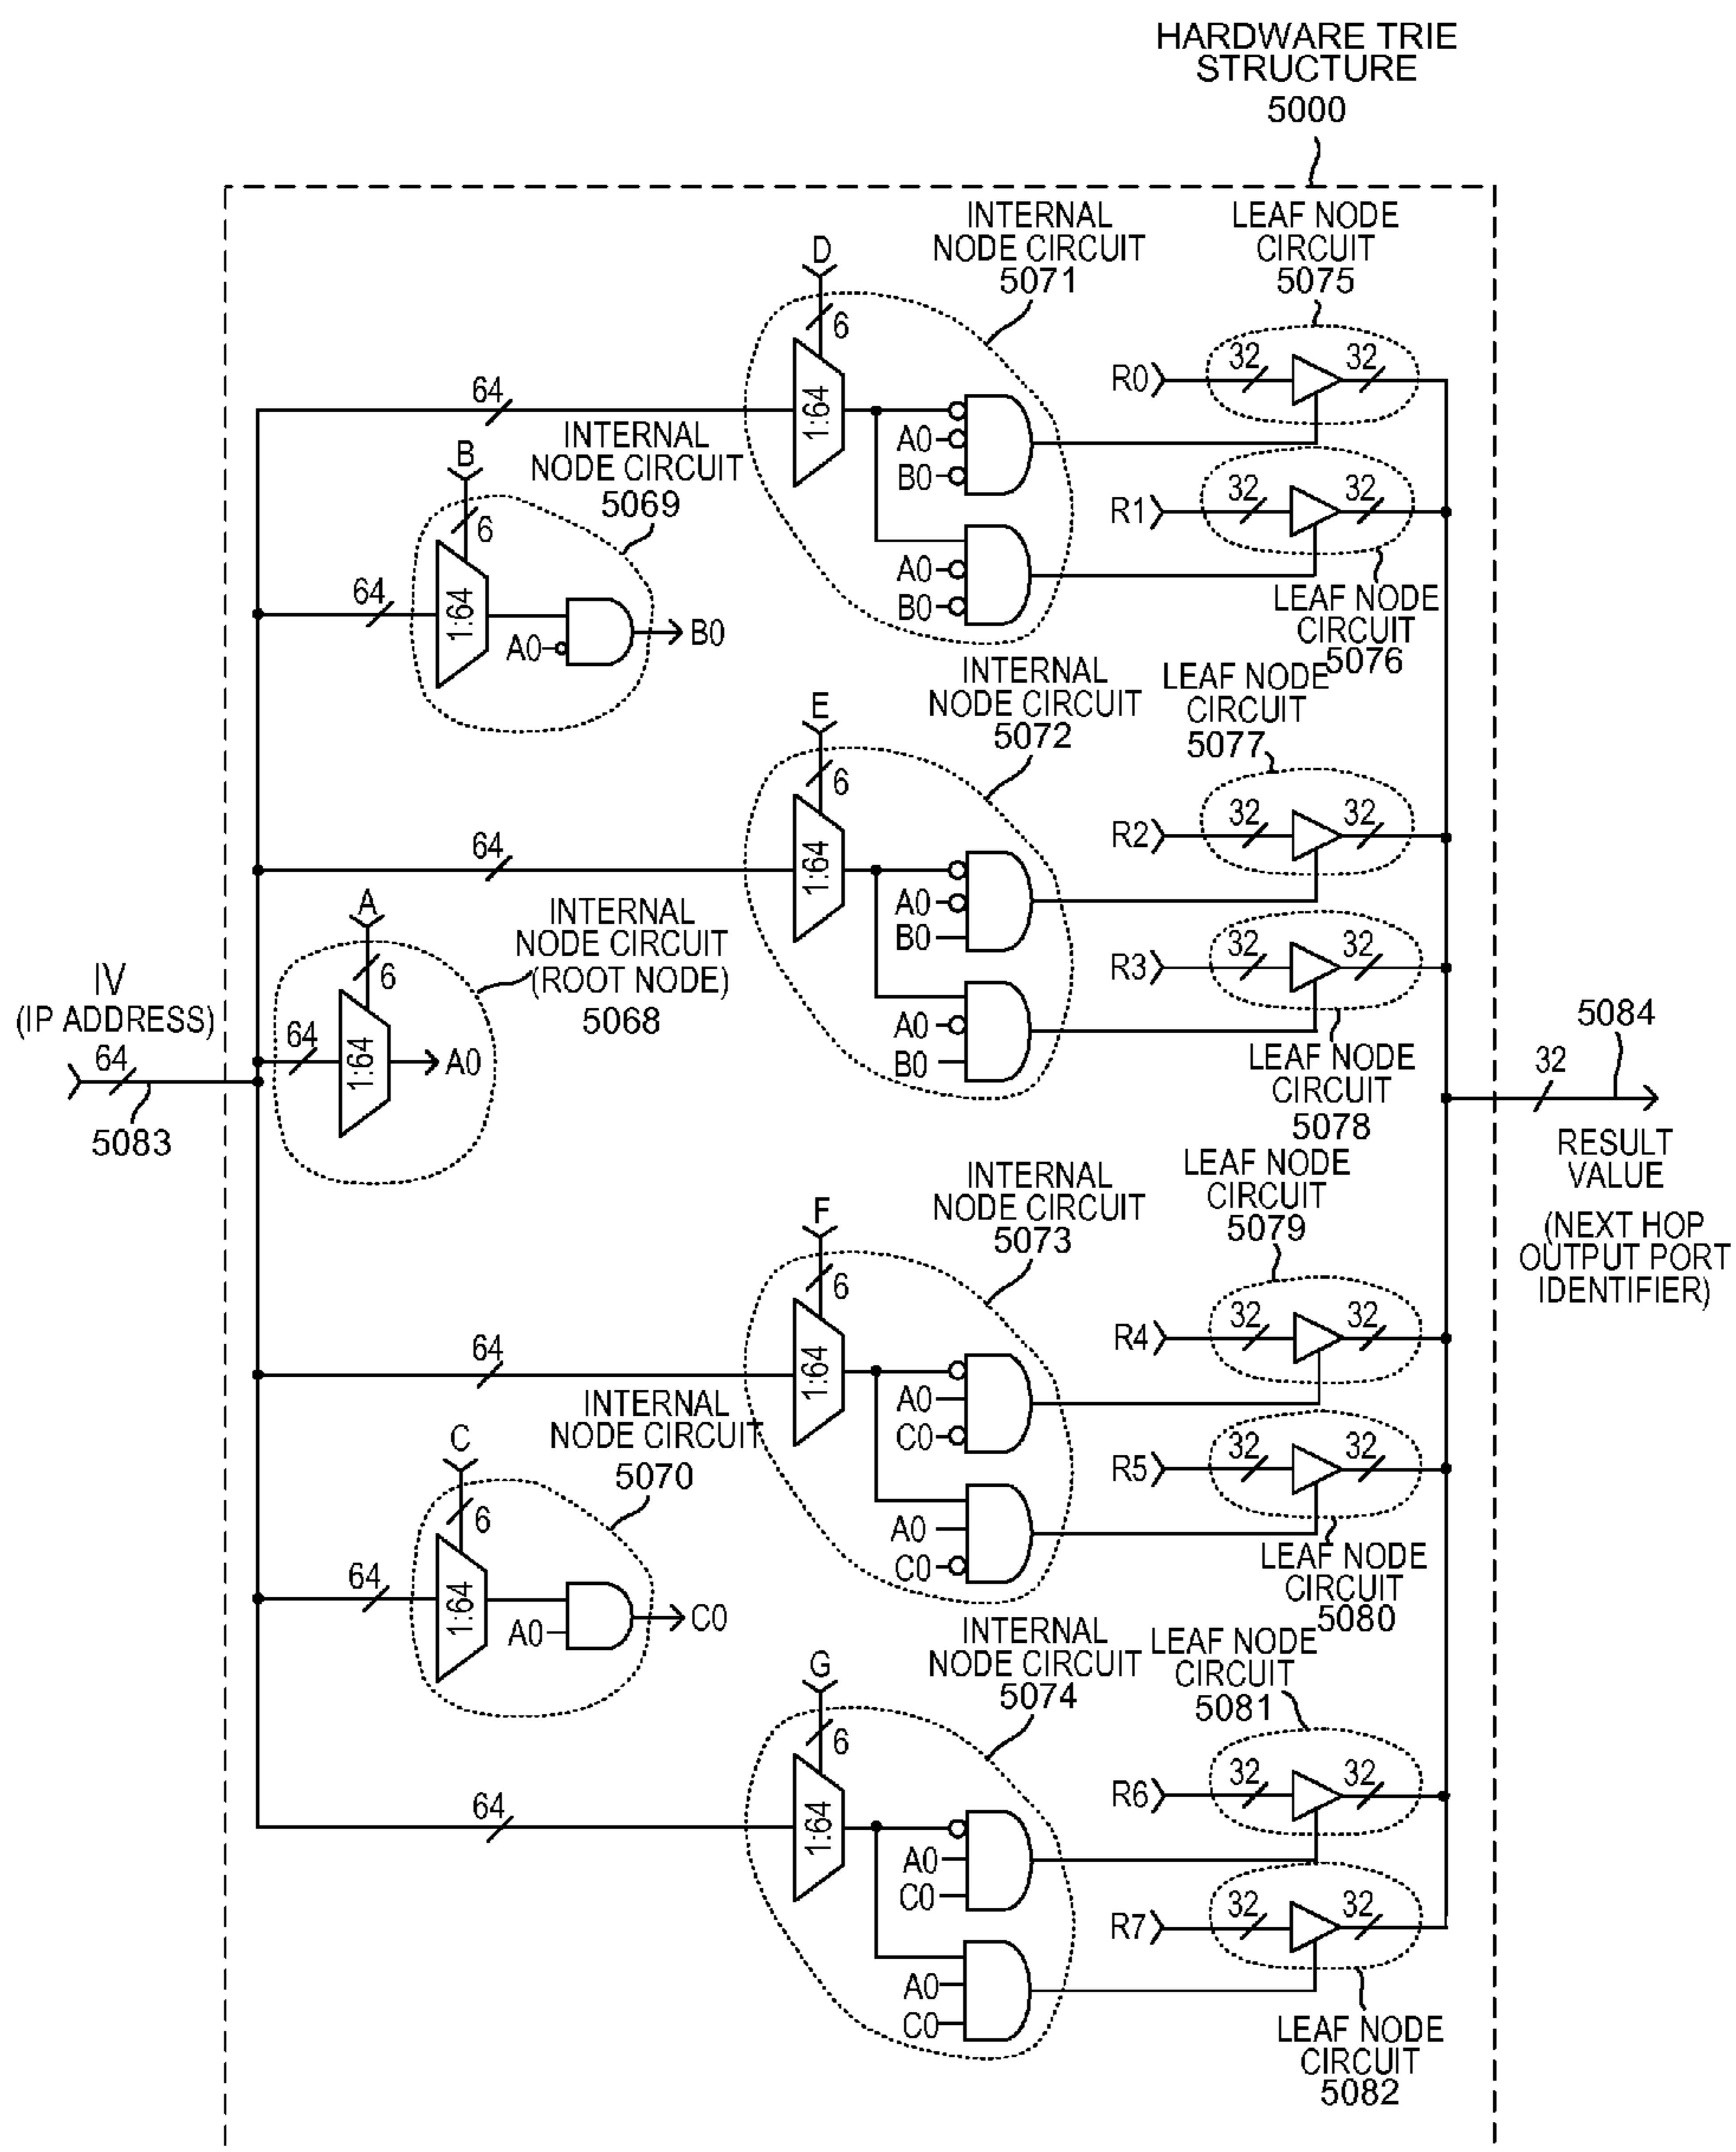 HARDWARE TRIE
STRUCTURE
5000
INTERNAL
NODE CIRCUIT
5071
LEAF NODE
CIRCUIT
5075
D
6
64
1:64
A0
B0
R0
32
32
INTERNAL
NODE CIRCUIT
5069
B
6
64
1:64
A0
B0
A0
B0
R1
32
32
LEAF NODE
CIRCUIT
5076
INTERNAL
NODE CIRCUIT
5072
LEAF NODE
CIRCUIT
5077
E
6
64
1:64
A0
B0
R2
32
32
A0
B0
R3
32
32
LEAF NODE
CIRCUIT
5078
INTERNAL
NODE CIRCUIT
(ROOT NODE)
5068
A
6
64
1:64
A0
IV
(IP ADDRESS)
64
5083
5084
32
RESULT
VALUE
(NEXT HOP
OUTPUT PORT
IDENTIFIER)
INTERNAL
NODE CIRCUIT
5073
LEAF NODE
CIRCUIT
5079
F
6
64
1:64
A0
C0
R4
32
32
INTERNAL
NODE CIRCUIT
5070
C
6
64
1:64
A0
C0
A0
C0
R5
32
32
LEAF NODE
CIRCUIT
5080
INTERNAL
NODE CIRCUIT
5074
LEAF NODE
CIRCUIT
5081
G
6
64
1:64
A0
C0
R6
32
32
A0
C0
R7
32
32
LEAF NODE
CIRCUIT
5082